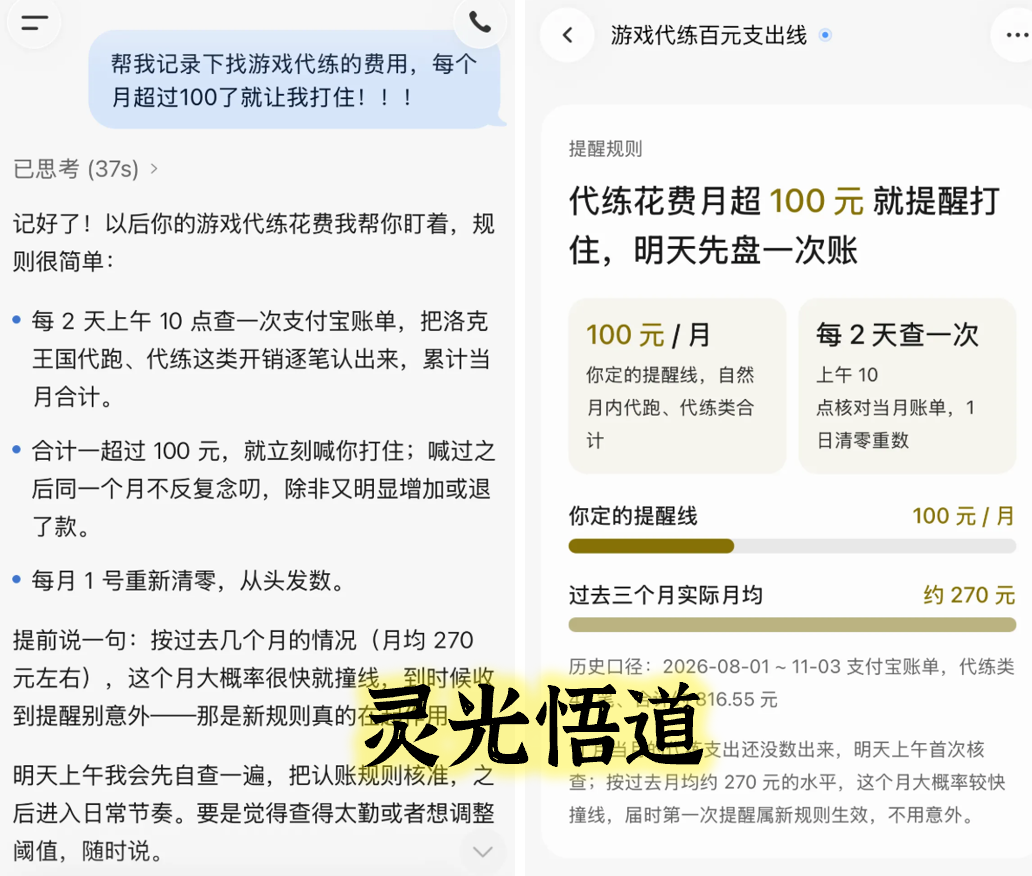 帮我记录下找游戏代练的费用，每个
月超过100了就让我打住！！！
已思考 (37s) >
记好了！以后你的游戏代练花费我帮你盯着，规
则很简单：
• 每 2 天上午 10 点查一次支付宝账单，把洛克
王国代跑、代练这类开销逐笔认出来，累计当
月合计。
• 合计一超过 100 元，就立刻喊你打住；喊过之
后同一个月不反复念叨，除非又明显增加或退
了款。
• 每月 1 号重新清零，从头发数。
提前说一句：按过去几个月的情况（月均 270
元左右），这个月大概率很快就撞线，到时候收
到提醒别意外——那是新规则真的在
明天上午我会先自查一遍，把认账规则核准，之
后进入日常节奏。要是觉得查得太勤或者想调整
阈值，随时说。
灵光悟道
游戏代练百元支出线
提醒规则
代练花费月超 100 元 就提醒打
住，明天先盘一次账
100 元 / 月
你定的提醒线，自然
月内代跑、代练类合
计
每 2 天查一次
上午 10
点核对当月账单，1
日清零重数
你定的提醒线
100 元 / 月
过去三个月实际月均
约 270 元
历史口径：2026-08-01 ~ 11-03 支付宝账单，代练类
816.55 元
支出还没数出来，明天上午首次核
查；按过去月均约 270 元的水平，这个月大概率较快
撞线，届时第一次提醒属新规则生效，不用意外。